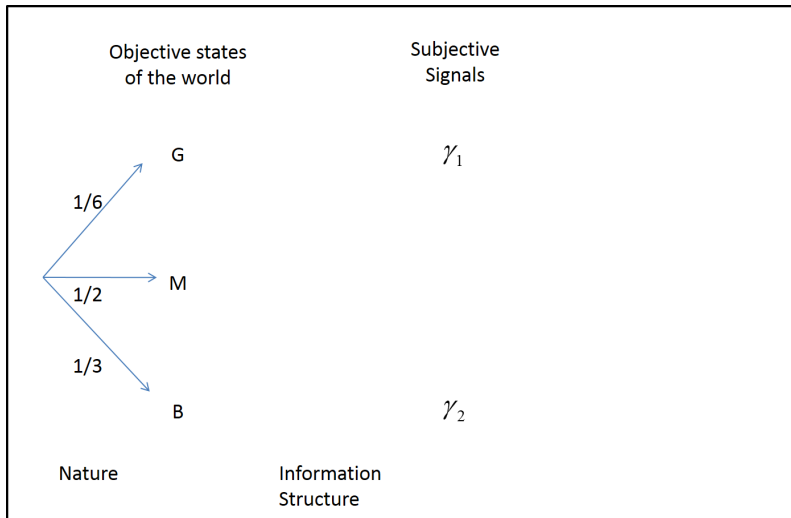 Objective states
of the world
Subjective
Signals
G
γ₁
1/6
M
1/2
1/3
B
γ₂
Nature
Information
Structure